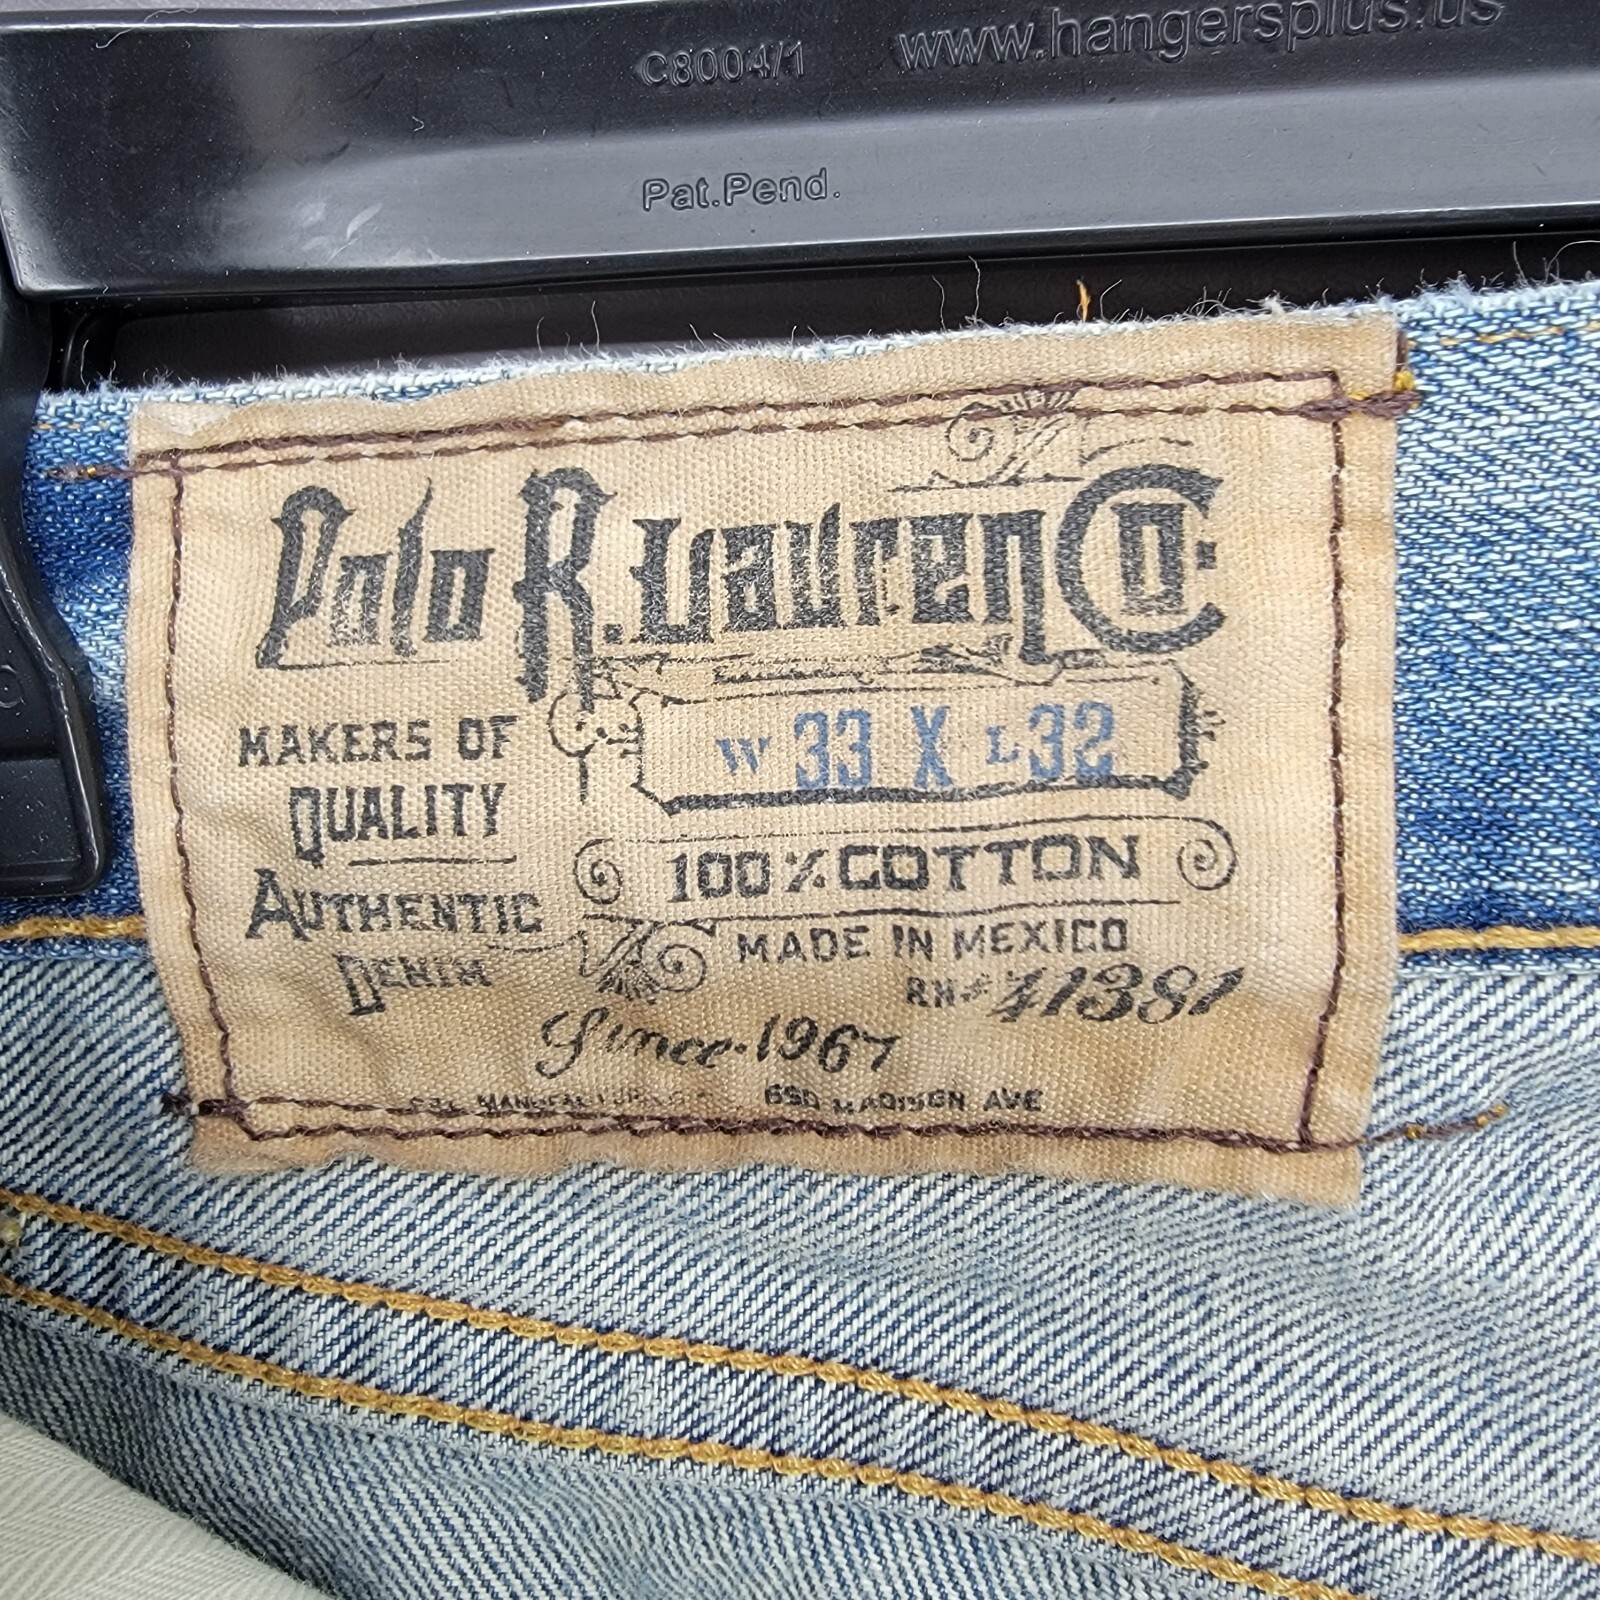 C8004/1
www.hangersplus.us
Pat.Pend.
Polo R. Lauren Co:
MAKERS OF
QUALITY
AUTHENTIC
DENIM
W 33 X L 32
100% COTTON
MADE IN MEXICO
RN# 41381
Since 1967
650 MADISON AVE